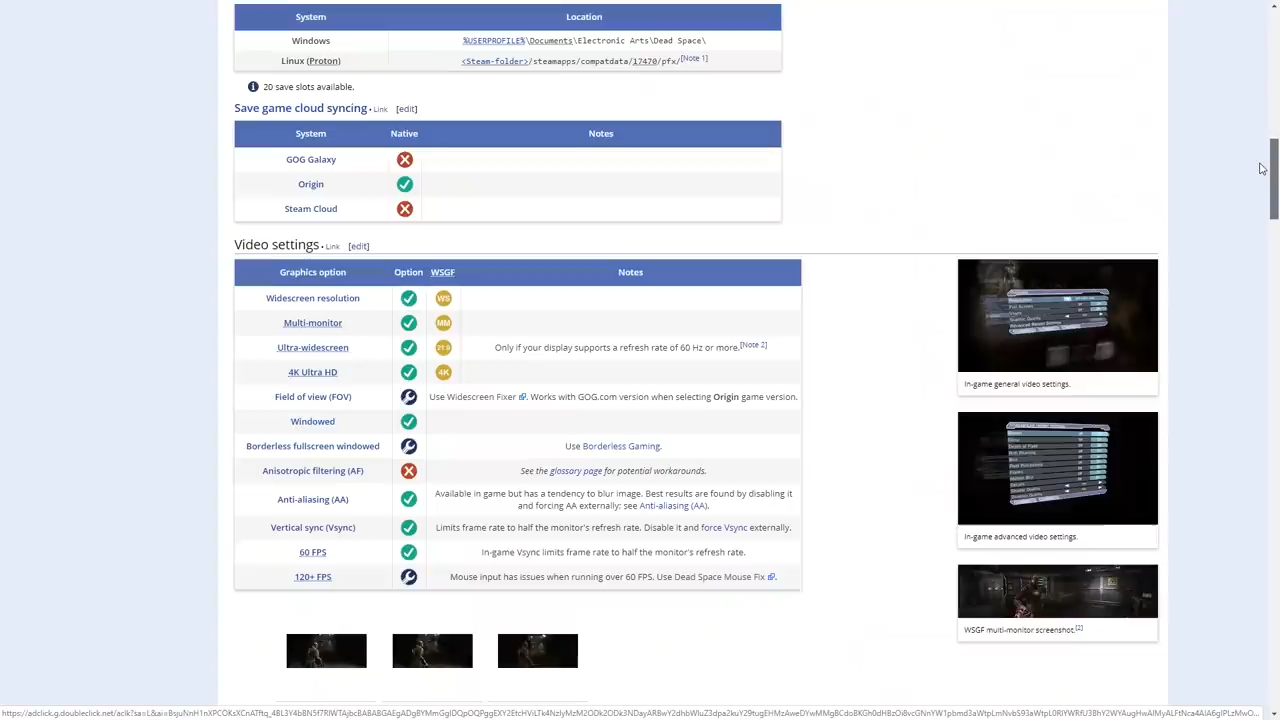 System Location
Windows %USERPROFILE%\Documents\Electronic Arts\Dead Space\
Linux (Proton) <Steam-folder>/steamapps/compatdata/17470/pfx/[Note 1]
20 save slots available.
Save game cloud syncing • Link [edit]
System Native Notes
GOG Galaxy
Origin
Steam Cloud
Video settings • Link [edit]
Graphics option Option WSGF Notes
Widescreen resolution WS
Multi-monitor MM
Ultra-widescreen 21:9 Only if your display supports a refresh rate of 60 Hz or more.[Note 2]
4K Ultra HD 4K
Field of view (FOV) Use Widescreen Fixer. Works with GOG.com version when selecting Origin game version.
Windowed
Borderless fullscreen windowed Use Borderless Gaming.
Anisotropic filtering (AF) See the glossary page for potential workarounds.
Anti-aliasing (AA) Available in game but has a tendency to blur image. Best results are found by disabling it
and forcing AA externally; see Anti-aliasing (AA).
Vertical sync (Vsync) Limits frame rate to half the monitor's refresh rate. Disable it and force Vsync externally.
60 FPS In-game Vsync limits frame rate to half the monitor's refresh rate.
120+ FPS Mouse input has issues when running over 60 FPS. Use Dead Space Mouse Fix.
In-game general video settings.
In-game advanced video settings.
WSGF multi-monitor screenshot.[2]